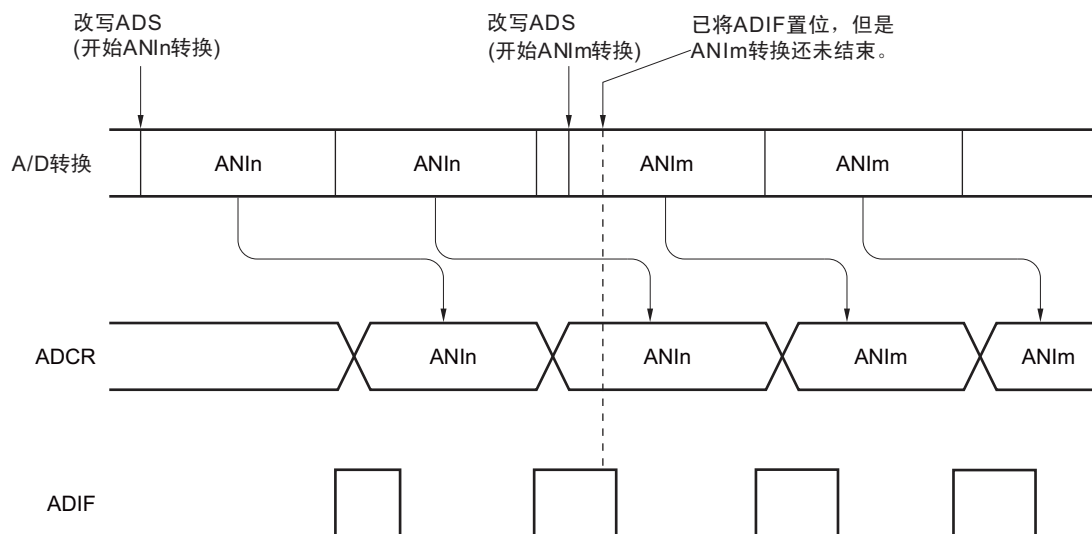 改写ADS
(开始ANIn转换)
改写ADS
(开始ANIm转换)
已将ADIF置位，但是
ANIm转换还未结束。
A/D转换
ANIn
ANIn
ANIm
ANIm
ADCR
ANIn
ANIn
ANIm
ANIm
ADIF